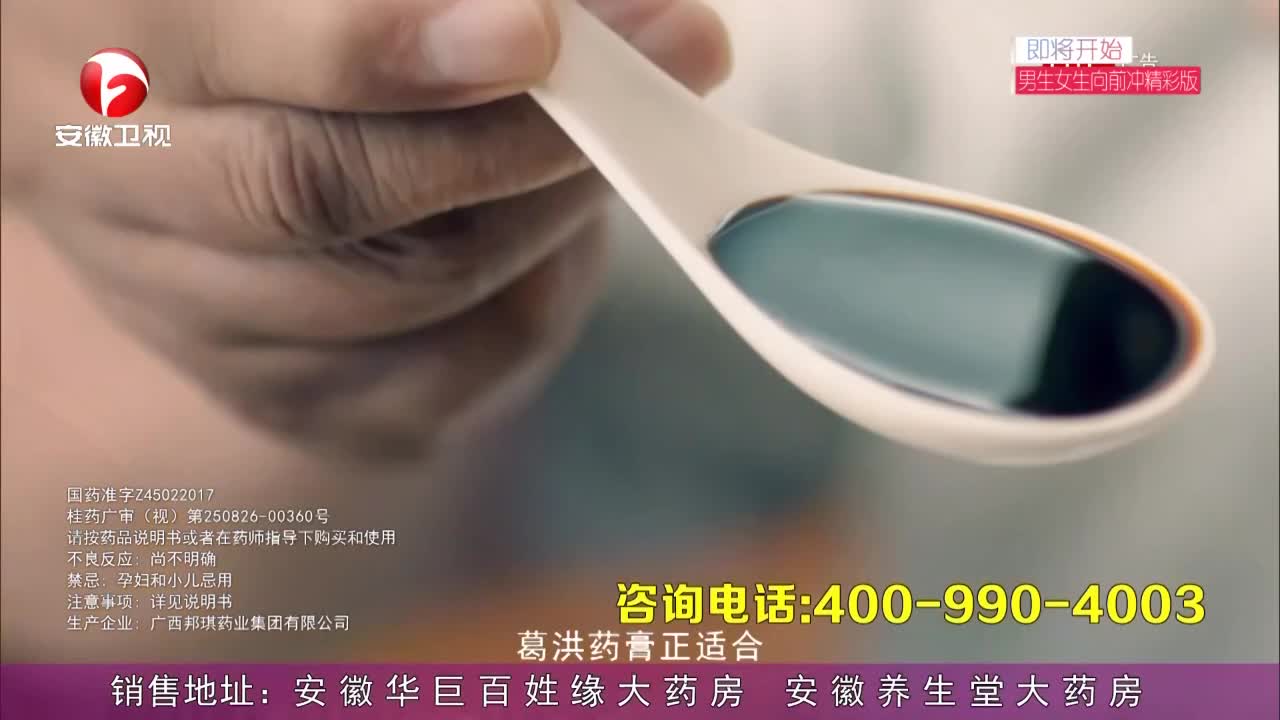 安徽卫视
即将开始
广告
男生女生向前冲精彩版
国药准字Z45022017
桂药广审（视）第250826-00360号
请按药品说明书或者在药师指导下购买和使用
不良反应：尚不明确
禁忌：孕妇和小儿忌用
注意事项：详见说明书
生产企业：广西邦琪药业集团有限公司
咨询电话:400-990-4003
葛洪药膏正适合
销售地址：安徽华巨百姓缘大药房 安徽养生堂大药房